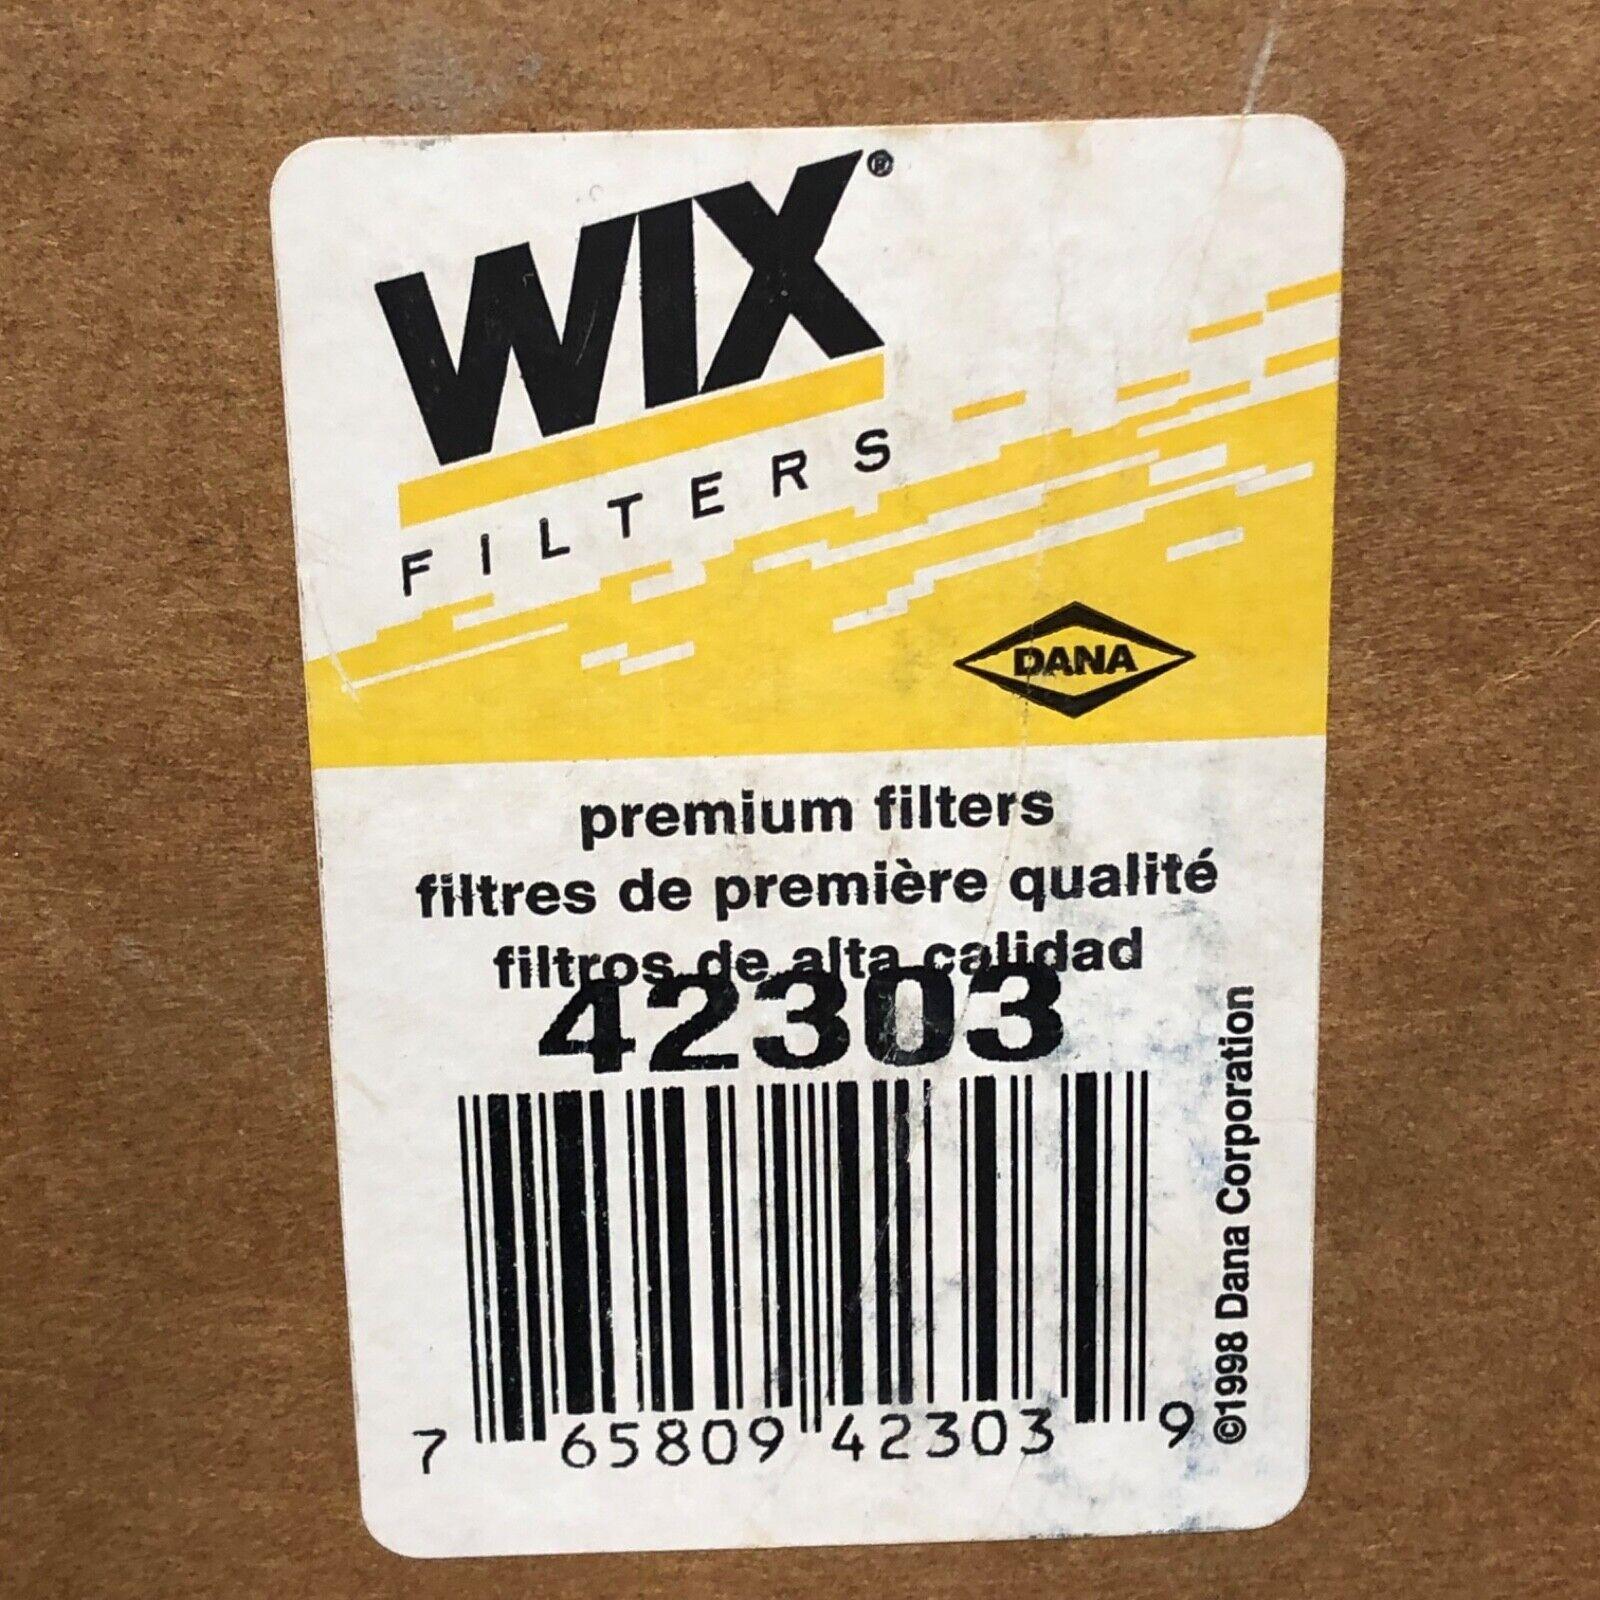 WIX®
FILTERS
DANA
premium filters
filtres de première qualité
filtros de alta calidad
42303
7 65809 42303 9
©1998 Dana Corporation